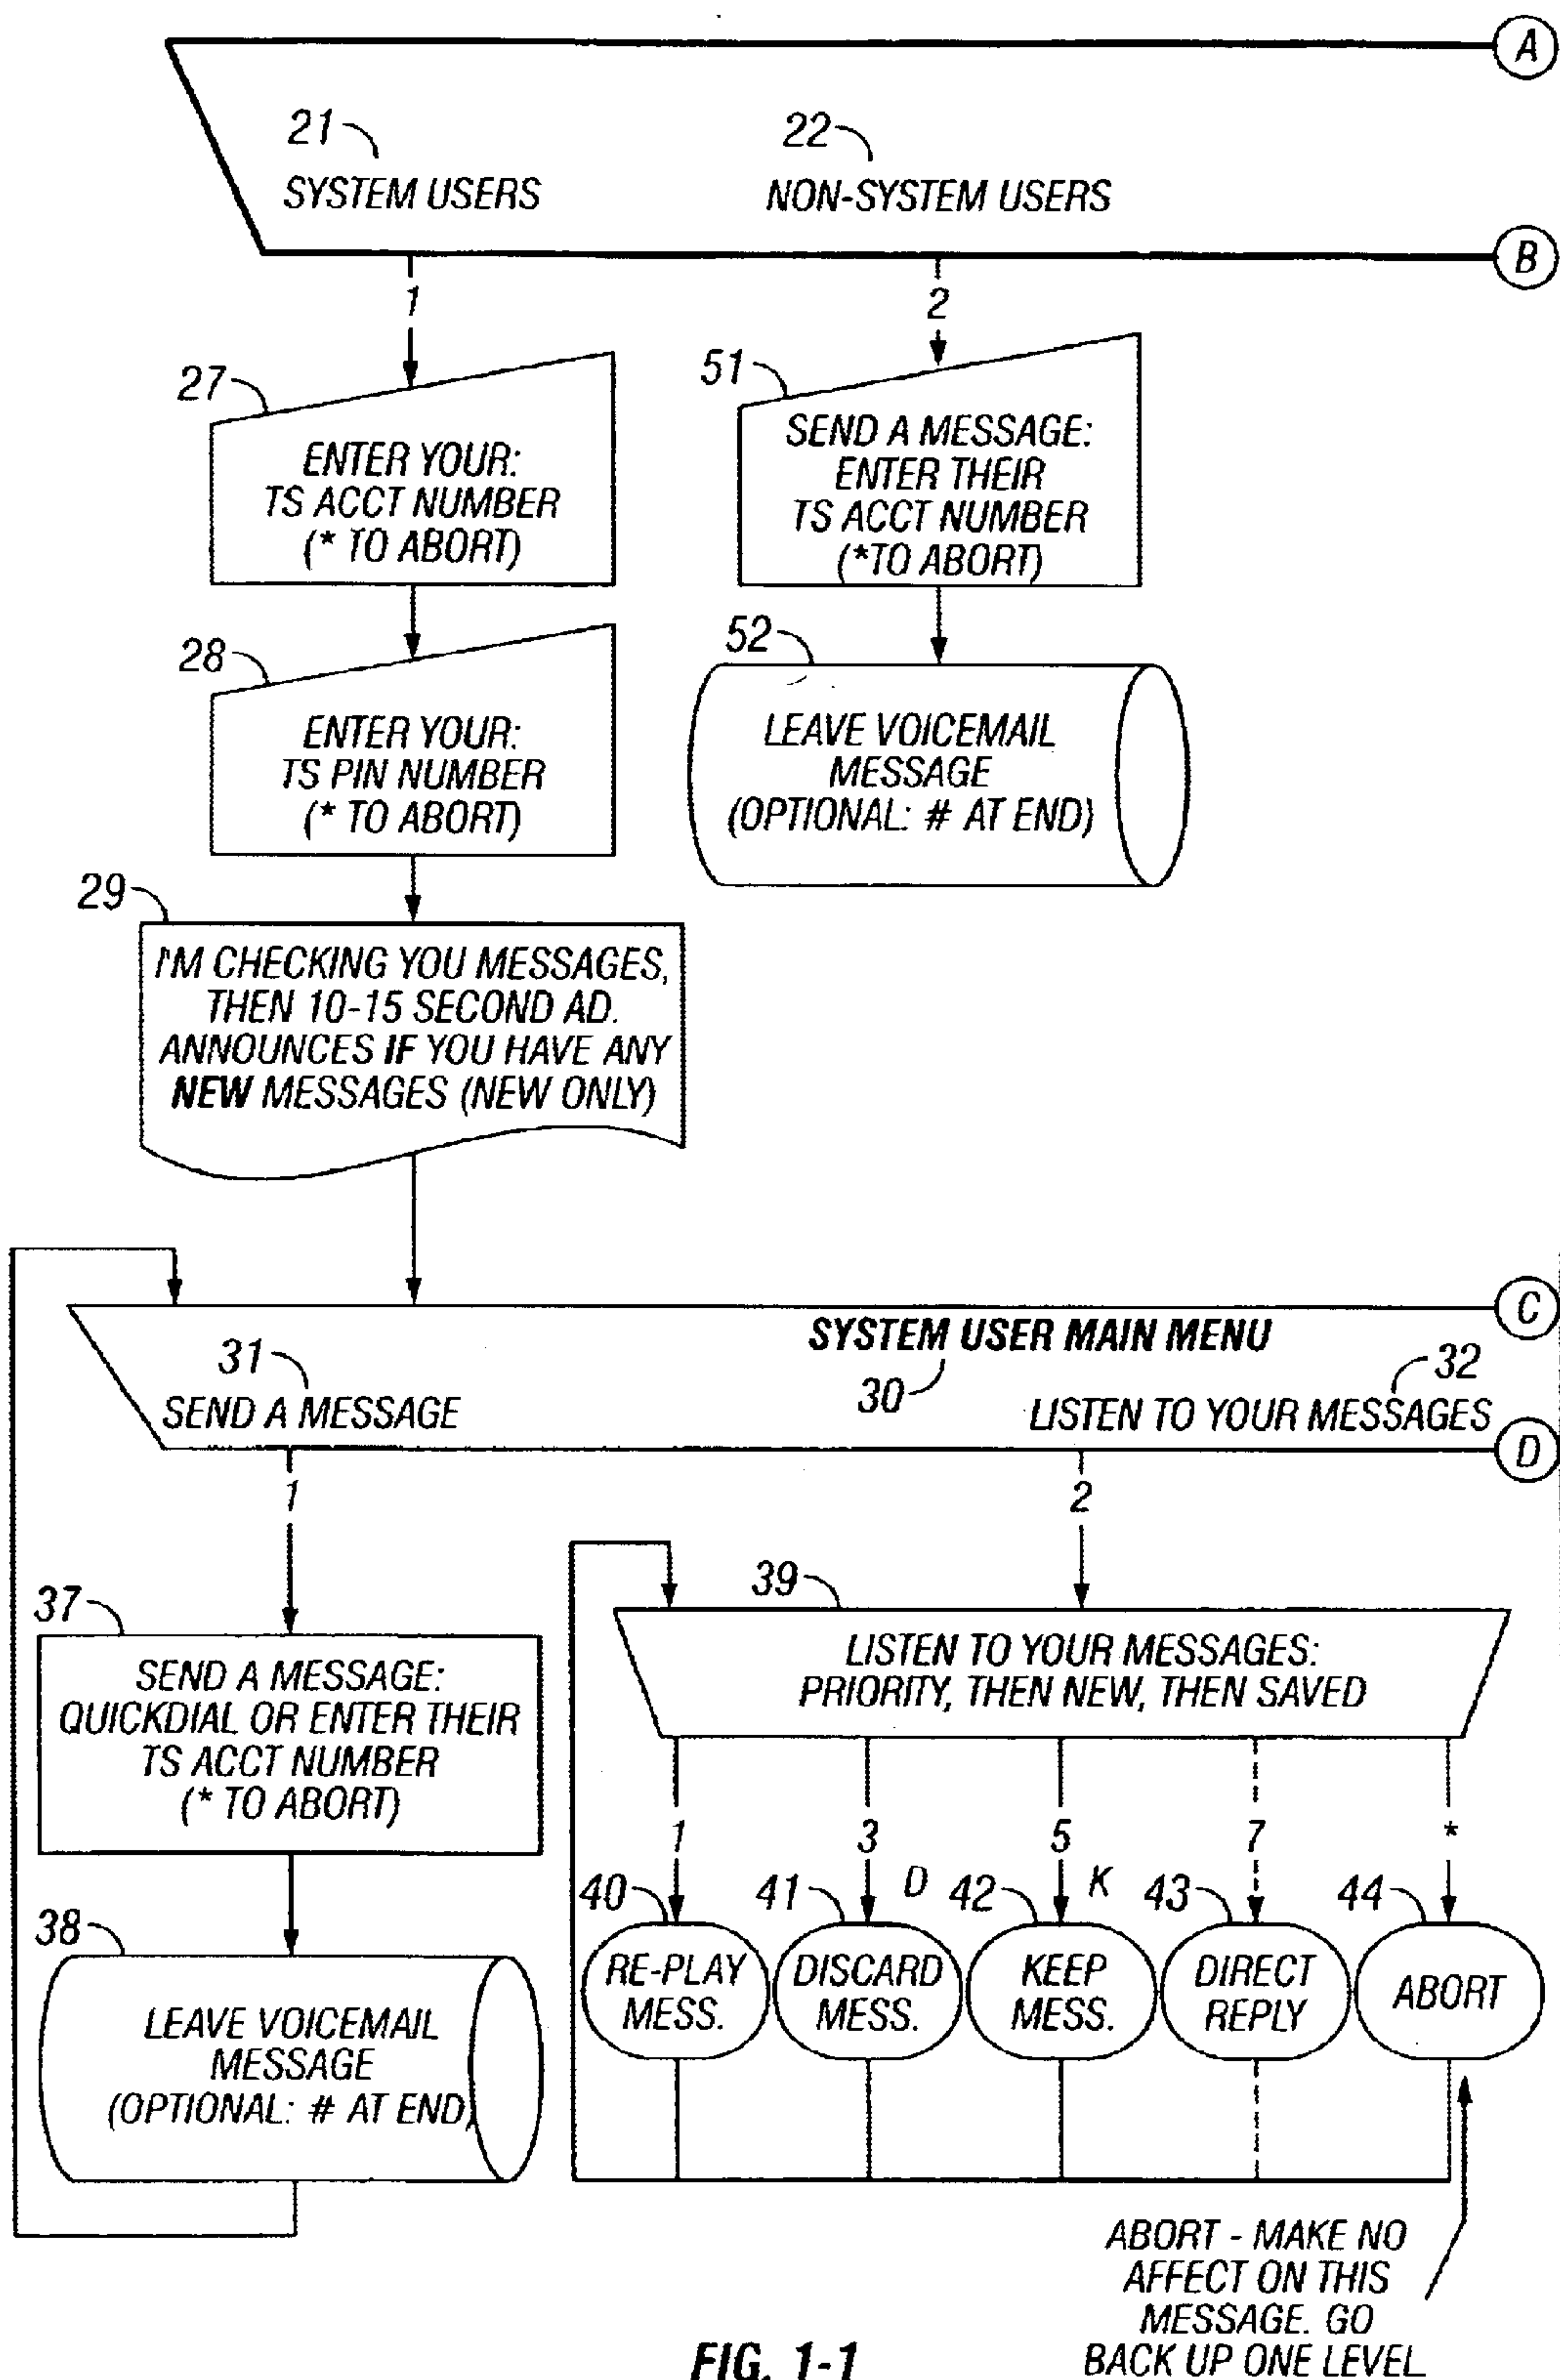 A
21
22
SYSTEM USERS
NON-SYSTEM USERS
B
1
2
27
ENTER YOUR:
TS ACCT NUMBER
(* TO ABORT)
51
SEND A MESSAGE:
ENTER THEIR
TS ACCT NUMBER
(*TO ABORT)
28
ENTER YOUR:
TS PIN NUMBER
(* TO ABORT)
52
LEAVE VOICEMAIL
MESSAGE
(OPTIONAL: # AT END)
29
I'M CHECKING YOU MESSAGES,
THEN 10-15 SECOND AD.
ANNOUNCES IF YOU HAVE ANY
NEW MESSAGES (NEW ONLY)
C
SYSTEM USER MAIN MENU
30
31
SEND A MESSAGE
32
LISTEN TO YOUR MESSAGES
D
1
2
37
SEND A MESSAGE:
QUICKDIAL OR ENTER THEIR
TS ACCT NUMBER
(* TO ABORT)
38
LEAVE VOICEMAIL
MESSAGE
(OPTIONAL: # AT END)
39
LISTEN TO YOUR MESSAGES:
PRIORITY, THEN NEW, THEN SAVED
1
3
5
7
*
40
41
D
42
K
43
44
RE-PLAY
MESS.
DISCARD
MESS.
KEEP
MESS.
DIRECT
REPLY
ABORT
ABORT - MAKE NO
AFFECT ON THIS
MESSAGE. GO
BACK UP ONE LEVEL
FIG. 1-1